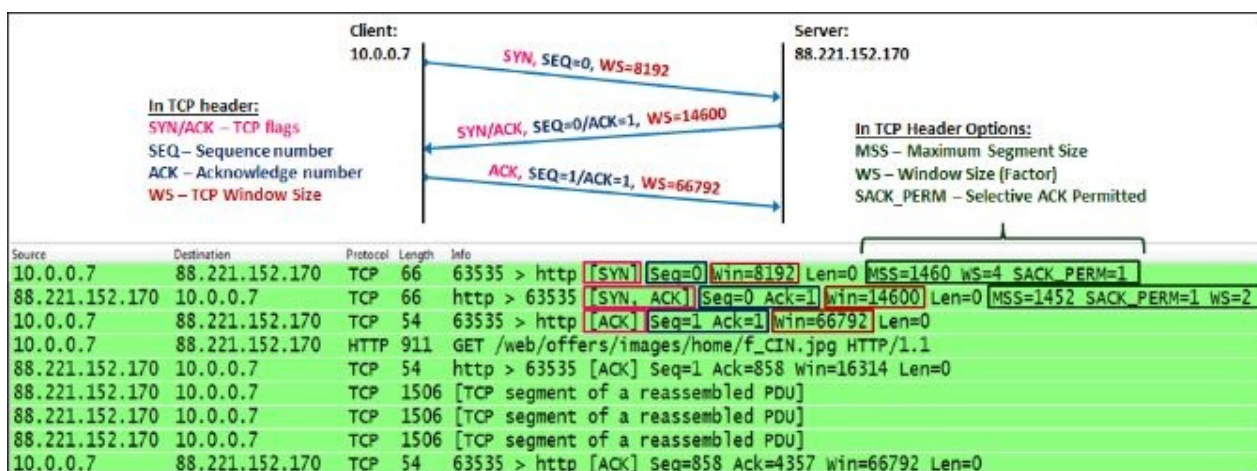 Client:
10.0.0.7
Server:
88.221.152.170
SYN, SEQ=0, WS=8192
In TCP header:
SYN/ACK – TCP flags
SEQ – Sequence number
ACK – Acknowledge number
WS – TCP Window Size
SYN/ACK, SEQ=0/ACK=1, WS=14600
ACK, SEQ=1/ACK=1, WS=66792
In TCP Header Options:
MSS – Maximum Segment Size
WS – Window Size (Factor)
SACK_PERM – Selective ACK Permitted
Source Destination Protocol Length Info
10.0.0.7 88.221.152.170 TCP 66 63535 > http [SYN] Seq=0 Win=8192 Len=0 MSS=1460 WS=4 SACK_PERM=1
88.221.152.170 10.0.0.7 TCP 66 http > 63535 [SYN, ACK] Seq=0 Ack=1 Win=14600 Len=0 MSS=1452 SACK_PERM=1 WS=2
10.0.0.7 88.221.152.170 TCP 54 63535 > http [ACK] Seq=1 Ack=1 Win=66792 Len=0
10.0.0.7 88.221.152.170 HTTP 911 GET /web/offers/images/home/f_CIN.jpg HTTP/1.1
88.221.152.170 10.0.0.7 TCP 54 http > 63535 [ACK] Seq=1 Ack=858 Win=16314 Len=0
88.221.152.170 10.0.0.7 TCP 1506 [TCP segment of a reassembled PDU]
88.221.152.170 10.0.0.7 TCP 1506 [TCP segment of a reassembled PDU]
88.221.152.170 10.0.0.7 TCP 1506 [TCP segment of a reassembled PDU]
10.0.0.7 88.221.152.170 TCP 54 63535 > http [ACK] Seq=858 Ack=4357 Win=66792 Len=0